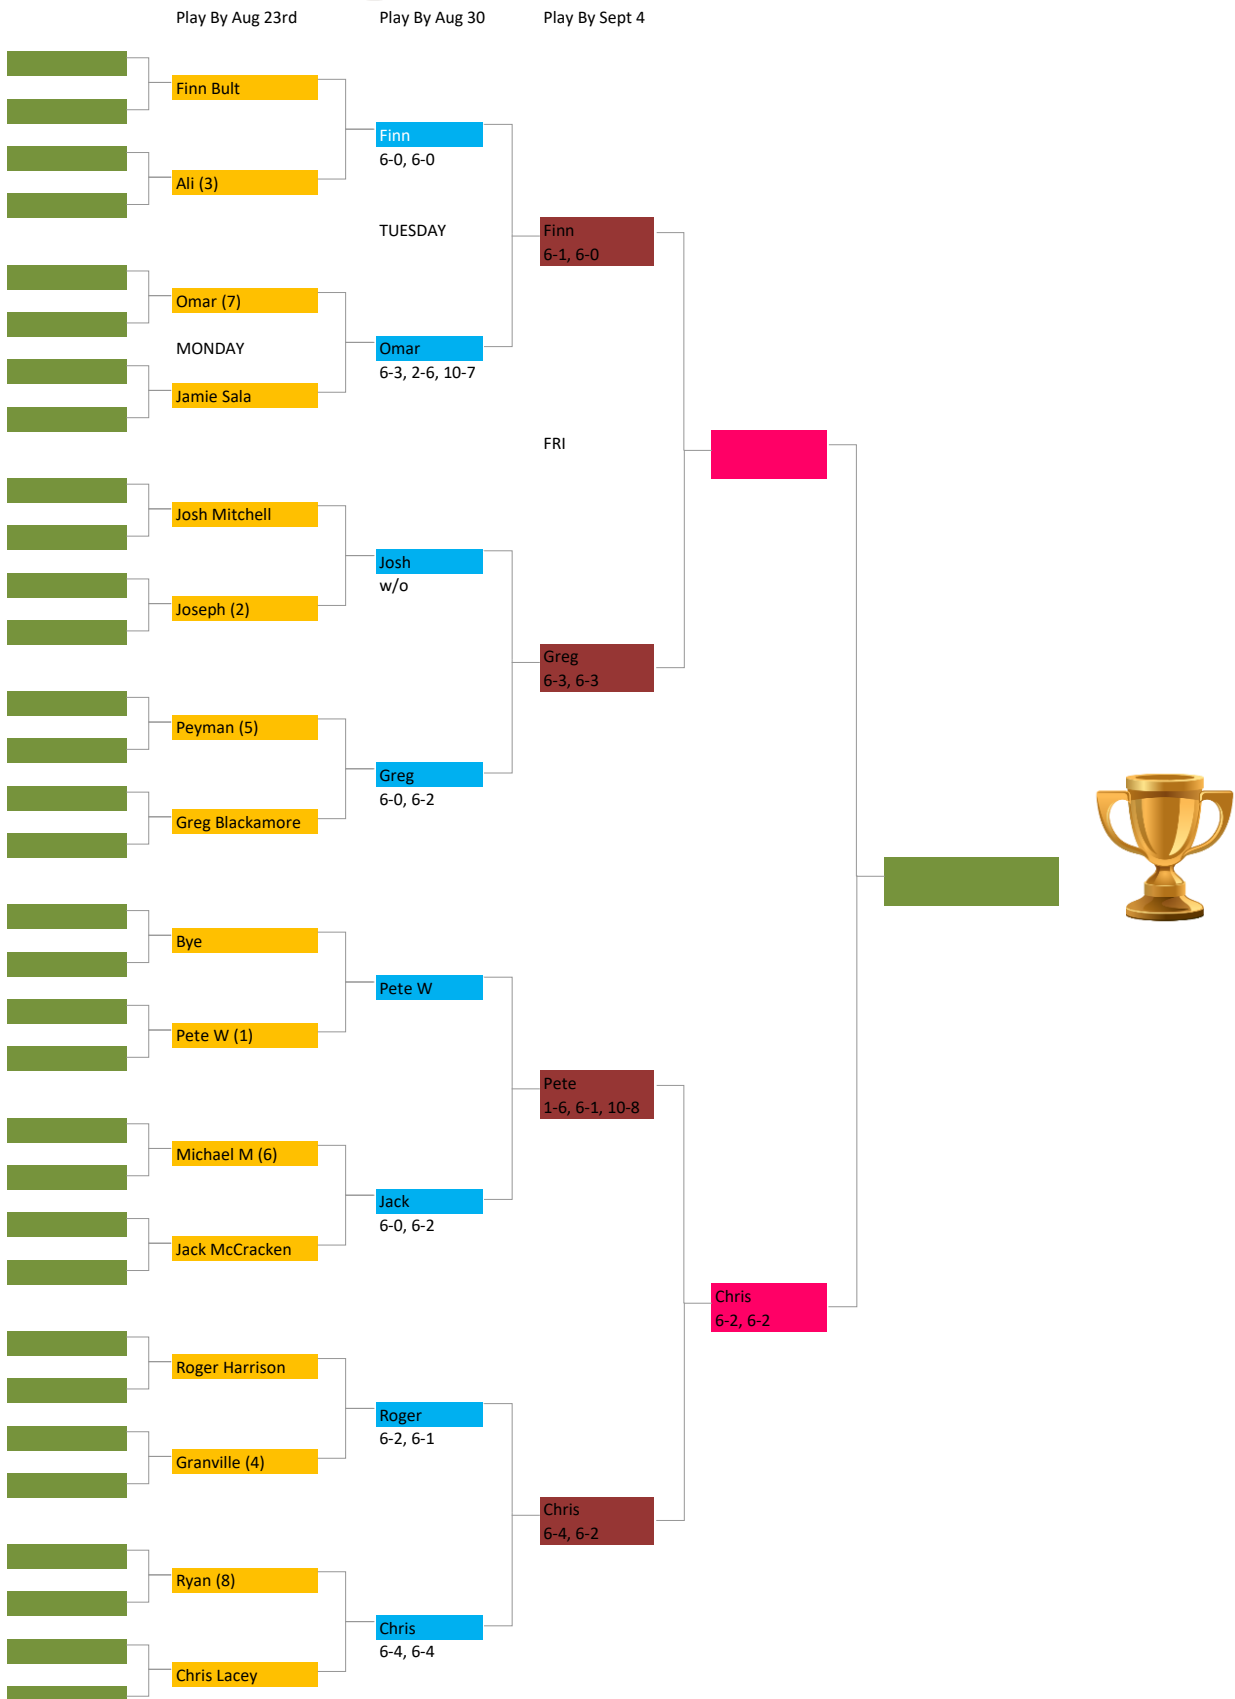 Play By Aug 23rd
Play By Aug 30
Play By Sept 4
Finn Bult
Finn
6-0, 6-0
Ali (3)
TUESDAY
Finn
6-1, 6-0
Omar (7)
MONDAY
Omar
6-3, 2-6, 10-7
Jamie Sala
FRI
Josh Mitchell
Josh
w/o
Joseph (2)
Greg
6-3, 6-3
Peyman (5)
Greg
6-0, 6-2
Greg Blackamore
Bye
Pete W
Pete W (1)
Pete
1-6, 6-1, 10-8
Michael M (6)
Jack
6-0, 6-2
Jack McCracken
Chris
6-2, 6-2
Roger Harrison
Roger
6-2, 6-1
Granville (4)
Chris
6-4, 6-2
Ryan (8)
Chris
6-4, 6-4
Chris Lacey